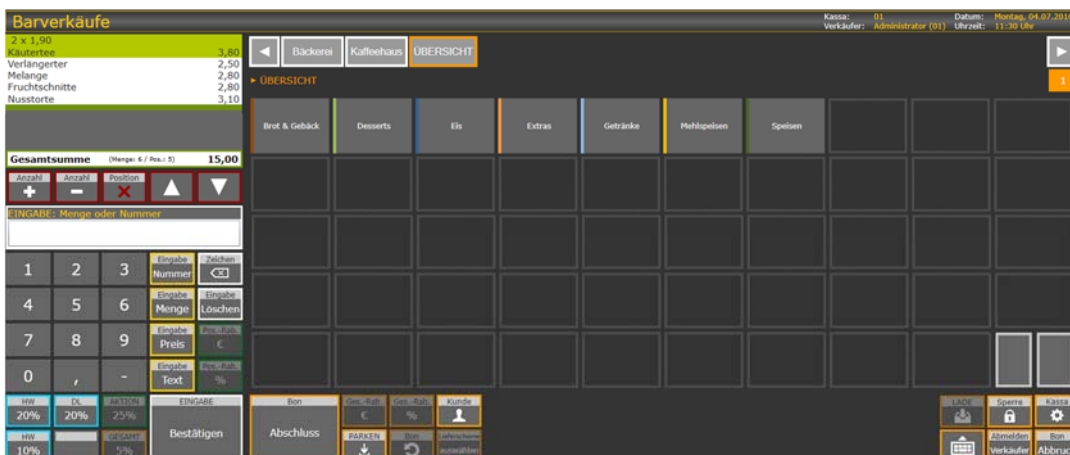 Barverkäufe
Kassa: 01 Datum: Montag, 04.07.201
Verkäufer: Administrator (01) Uhrzeit: 11:30 Uhr
2 x 1,90
Käutertee 3,80
Verlängerter 2,50
Melange 2,80
Fruchtschnitte 2,80
Nusstorte 3,10
Gesamtsumme (Menge: 6 / Pos.: 5) 15,00
Bäckerei Kaffeehaus ÜBERSICHT
ÜBERSICHT 1
Brot & Gebäck Desserts Eis Extras Getränke Mehlspeisen Speisen
Anzahl Anzahl Position
EINGABE: Menge oder Nummer
1 2 3 Eingabe Nummer Zeichen
4 5 6 Eingabe Menge Eingabe Löschen
7 8 9 Eingabe Preis Pos.-Rab. €
0 , - Eingabe Text Pos.-Rab. %
HW 20% DL 20% AKTION 25% EINGABE Bestätigen
HW 10% GESAMT 5%
Bon Abschluss Ges.-Rab. € Ges.-Rab. % Kunde
PARKEN Bon Lieferscheine auswählen
LADE Sperre Kassa
Abmelden Verkäufer Bon Abbruc